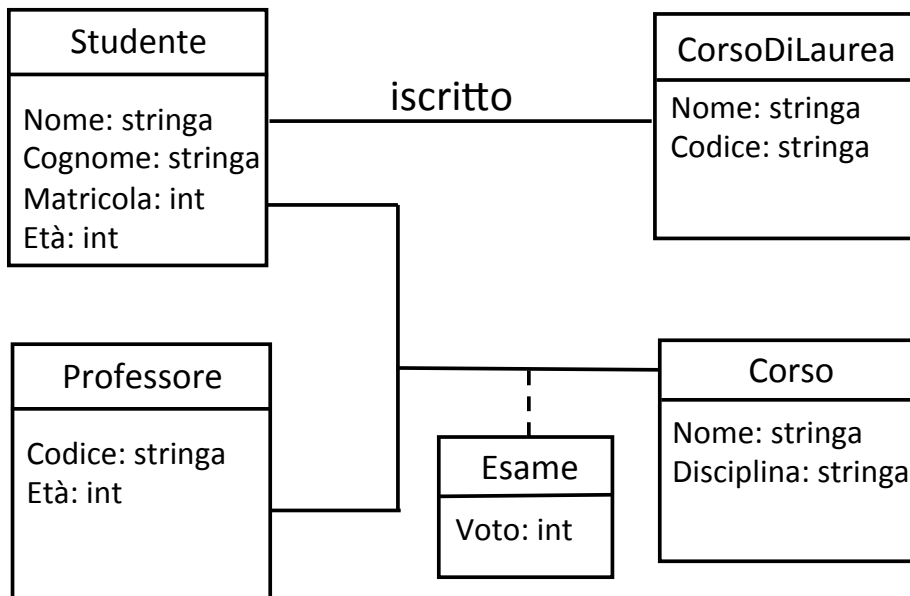 Studente
Nome: stringa
Cognome: stringa
Matricola: int
Età: int
iscritto
CorsoDiLaurea
Nome: stringa
Codice: stringa
Professore
Codice: stringa
Età: int
Esame
Voto: int
Corso
Nome: stringa
Disciplina: stringa